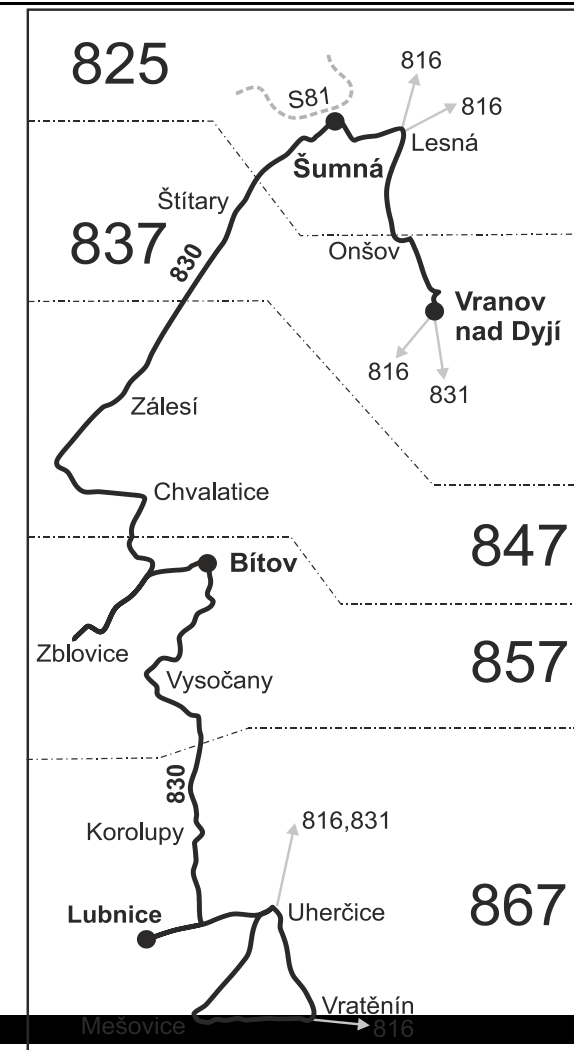 825
816
816
S81
Lesná
Šumná
Štítary
837
830
Onšov
Vranov
nad Dyjí
816
831
Zálesí
Chvalatice
847
Bítov
857
Zblovice
Vysočany
830
816,831
Korolupy
867
Lubnice
Uherčice
Vratěnín
Mešovice
816